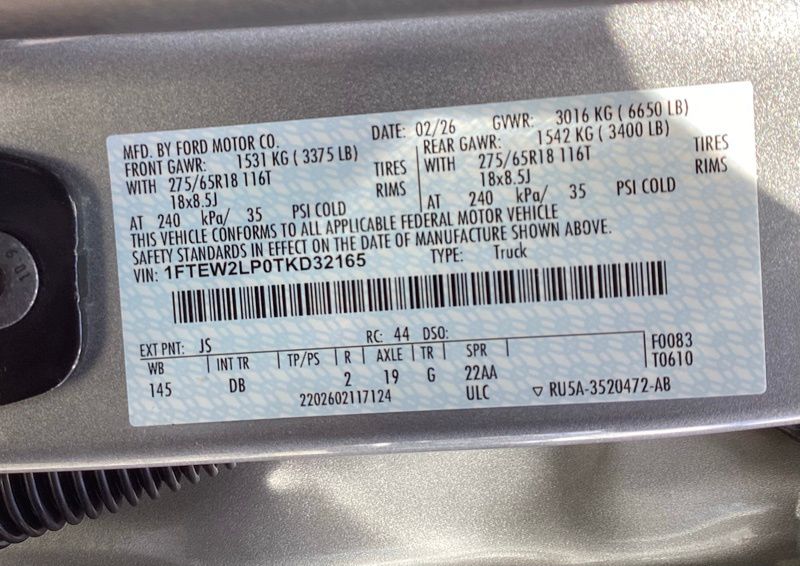 MFD. BY FORD MOTOR CO. DATE: 02/26 GVWR: 3016 KG ( 6650 LB)
FRONT GAWR: 1531 KG ( 3375 LB) REAR GAWR: 1542 KG ( 3400 LB)
WITH 275/65R18 116T TIRES WITH 275/65R18 116T TIRES
18x8.5J RIMS 18x8.5J RIMS
AT 240 kPa/ 35 PSI COLD AT 240 kPa/ 35 PSI COLD
THIS VEHICLE CONFORMS TO ALL APPLICABLE FEDERAL MOTOR VEHICLE
SAFETY STANDARDS IN EFFECT ON THE DATE OF MANUFACTURE SHOWN ABOVE.
VIN: 1FTEW2LP0TKD32165 TYPE: Truck
EXT PNT: JS RC: 44 DSO: F0083
WB INT TR TP/PS R AXLE TR SPR T0610
145 DB 2 19 G 22AA
2202602117124 ULC ▽ RU5A-3520472-AB
10.9